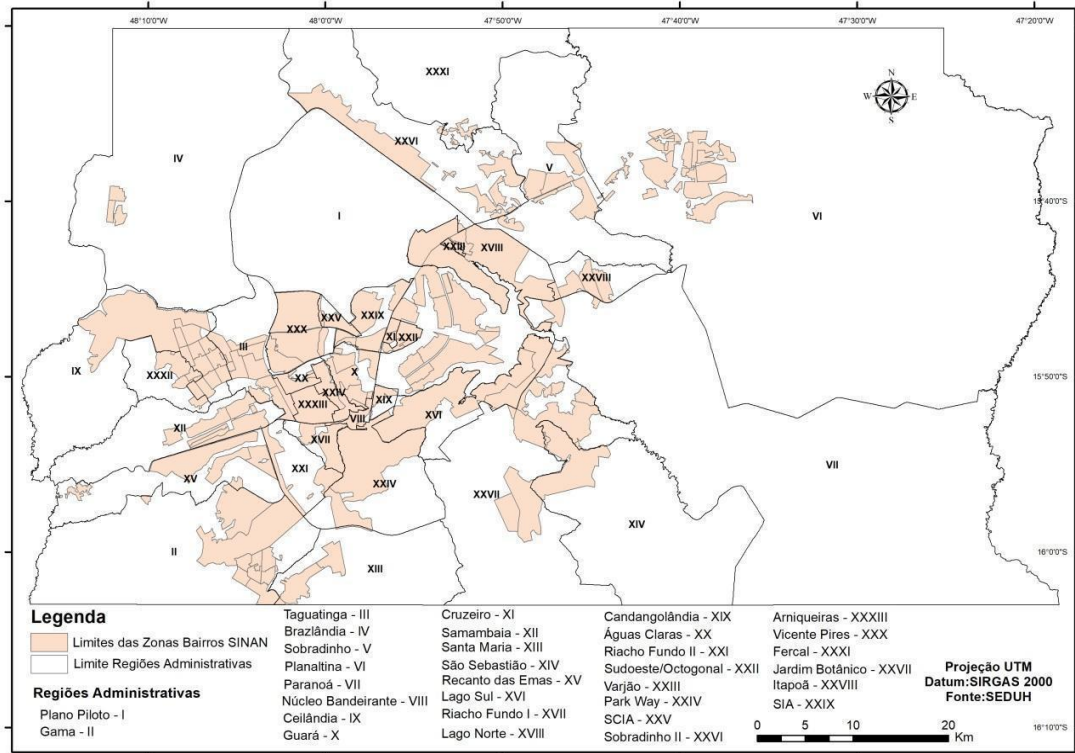 48°10'0"W 48°0'0"W 47°50'0"W 47°40'0"W 47°30'0"W 47°20'0"W
XXXI
N
W E
S
XXVI
IV
V
15°40'0"S
I
VI
XXIII
XVIII
XXVIII
XXV
XXIX
XXX
XI
XXII
III
IX
XXXII
XX
X
15°50'0"S
XXIV
XIX
XXXIII
VIII
XVI
XII
XVII
XXI
VII
XV
XXIV
XXVII
XIV
II
16°0'0"S
XIII
Legenda
Limites das Zonas Bairros SINAN
Limite Regiões Administrativas
Regiões Administrativas
Plano Piloto - I
Gama - II
Taguatinga - III
Brazlândia - IV
Sobradinho - V
Planaltina - VI
Paranoá - VII
Núcleo Bandeirante - VIII
Ceilândia - IX
Guará - X
Cruzeiro - XI
Samambaia - XII
Santa Maria - XIII
São Sebastião - XIV
Recanto das Emas - XV
Lago Sul - XVI
Riacho Fundo I - XVII
Lago Norte - XVIII
Candangolândia - XIX
Águas Claras - XX
Riacho Fundo II - XXI
Sudoeste/Octogonal - XXII
Varjão - XXIII
Park Way - XXIV
SCIA - XXV
Sobradinho II - XXVI
Arniqueiras - XXXIII
Vicente Pires - XXX
Fercal - XXXI
Jardim Botânico - XXVII
Itapoã - XXVIII
SIA - XXIX
Projeção UTM
Datum:SIRGAS 2000
Fonte:SEDUH
0 5 10 20
Km
16°10'0"S